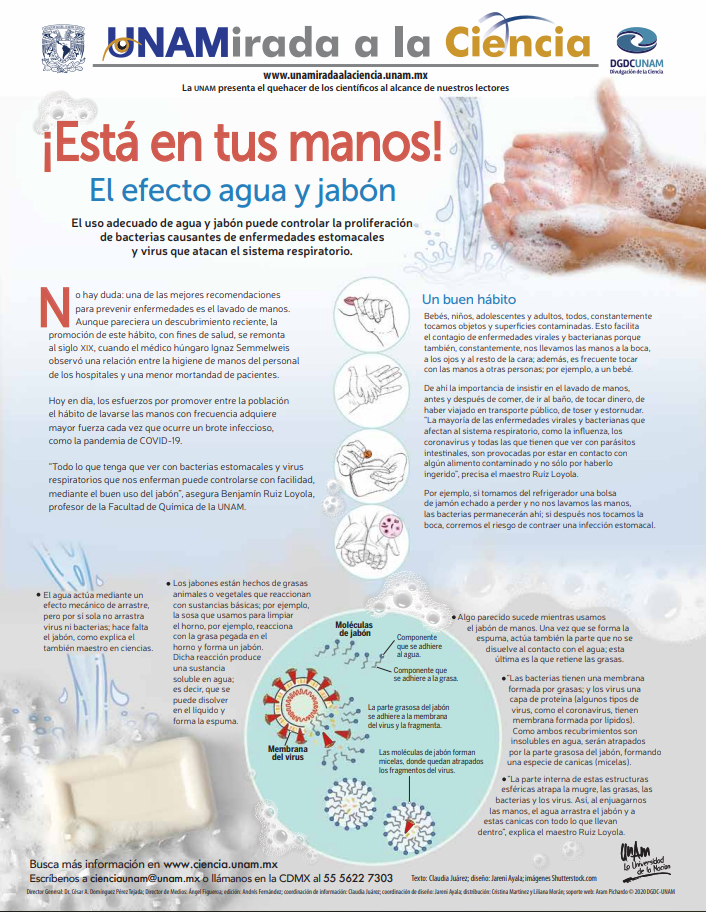 UNAMirada a la Ciencia
DGDCUNAM
Divulgación de la Ciencia
www.unamiradaalaciencia.unam.mx
La UNAM presenta el quehacer de los científicos al alcance de nuestros lectores
¡Está en tus manos!
El efecto agua y jabón
El uso adecuado de agua y jabón puede controlar la proliferación
de bacterias causantes de enfermedades estomacales
y virus que atacan el sistema respiratorio.
No hay duda: una de las mejores recomendaciones
para prevenir enfermedades es el lavado de manos.
Aunque pareciera un descubrimiento reciente, la
promoción de este hábito, con fines de salud, se remonta
al siglo XIX, cuando el médico húngaro Ignaz Semmelweis
observó una relación entre la higiene de manos del personal
de los hospitales y una menor mortandad de pacientes.
Hoy en día, los esfuerzos por promover entre la población
el hábito de lavarse las manos con frecuencia adquiere
mayor fuerza cada vez que ocurre un brote infeccioso,
como la pandemia de COVID-19.
“Todo lo que tenga que ver con bacterias estomacales y virus
respiratorios que nos enferman puede controlarse con facilidad,
mediante el buen uso del jabón”, asegura Benjamín Ruiz Loyola,
profesor de la Facultad de Química de la UNAM.
Un buen hábito
Bebés, niños, adolescentes y adultos, todos, constantemente
tocamos objetos y superficies contaminadas. Esto facilita
el contagio de enfermedades virales y bacterianas porque
también, constantemente, nos llevamos las manos a la boca,
a los ojos y al resto de la cara; además, es frecuente tocar
con las manos a otras personas; por ejemplo, a un bebé.
De ahí la importancia de insistir en el lavado de manos,
antes y después de comer, de ir al baño, de tocar dinero, de
haber viajado en transporte público, de toser y estornudar.
“La mayoría de las enfermedades virales y bacterianas que
afectan al sistema respiratorio, como la influenza, los
coronavirus y todas las que tienen que ver con parásitos
intestinales, son provocadas por estar en contacto con
algún alimento contaminado y no sólo por haberlo
ingerido”, precisa el maestro Ruiz Loyola.
Por ejemplo, si tomamos del refrigerador una bolsa
de jamón echado a perder y no nos lavamos las manos,
las bacterias permanecerán ahí; si después nos tocamos la
boca, corremos el riesgo de contraer una infección estomacal.
• El agua actúa mediante un
efecto mecánico de arrastre,
pero por sí sola no arrastra
virus ni bacterias; hace falta
el jabón, como explica el
también maestro en ciencias.
• Los jabones están hechos de grasas
animales o vegetales que reaccionan
con sustancias básicas; por ejemplo,
la sosa que usamos para limpiar
el horno, por ejemplo, reacciona
con la grasa pegada en el
horno y forma un jabón.
Dicha reacción produce
una sustancia
soluble en agua;
es decir, que se
puede disolver
en el líquido y
forma la espuma.
Moléculas
de jabón
Componente
que se adhiere
al agua.
Componente que
se adhiere a la grasa.
La parte grasosa del jabón
se adhiere a la membrana
del virus y la fragmenta.
Membrana
del virus
Las moléculas de jabón forman
micelas, donde quedan atrapados
los fragmentos del virus.
• Algo parecido sucede mientras usamos
el jabón de manos. Una vez que se forma la
espuma, actúa también la parte que no se
disuelve al contacto con el agua; esta
última es la que retiene las grasas.
• “Las bacterias tienen una membrana
formada por grasas; y los virus una
capa de proteína (algunos tipos de
virus, como el coronavirus, tienen
membrana formada por lípidos).
Como ambos recubrimientos son
insolubles en agua, serán atrapados
por la parte grasosa del jabón, formando
una especie de canicas (micelas).
• “La parte interna de estas estructuras
esféricas atrapa la mugre, las grasas, las
bacterias y los virus. Así, al enjuagarnos
las manos, el agua arrastra el jabón y a
estas canicas con todo lo que llevan
dentro”, explica el maestro Ruiz Loyola.
UNAM
La Universidad
de la Nación
Busca más información en www.ciencia.unam.mx
Escríbenos a cienciaunam@unam.mx o llámanos en la CDMX al 55 5622 7303
Texto: Claudia Juárez; diseño: Jareni Ayala; imágenes Shutterstock.com
Director General: Dr. César A. Domínguez Pérez Tejada; Director de Medios: Ángel Figueroa; edición: Andrés Fernández; coordinación de información: Claudia Juárez; coordinación de diseño: Jareni Ayala; distribución: Cristina Martínez y Liliana Morán; soporte web: Aram Pichardo © 2020 DGDC-UNAM